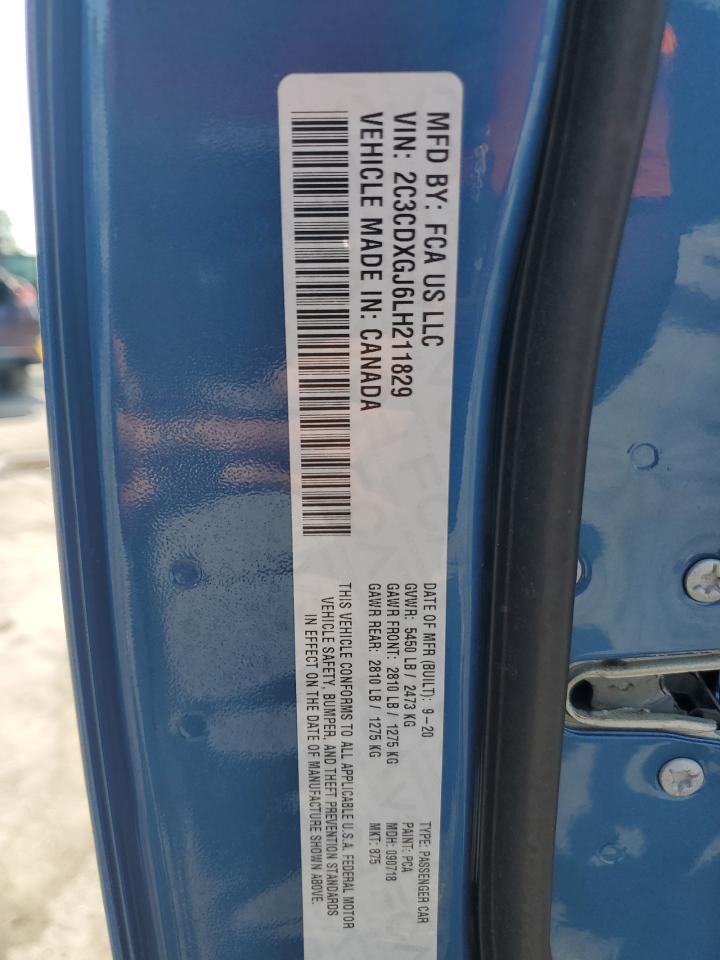 MFD BY: FCA US LLC
VIN: 2C3CDXGJ6LH211829
VEHICLE MADE IN: CANADA
DATE OF MFR (BUILT): 9-20
GVWR: 5450 LB / 2473 KG
GAWR FRONT: 2810 LB / 1275 KG
GAWR REAR: 2810 LB / 1275 KG
TYPE: PASSENGER CAR
PAINT: PCA
MDH: 090718
MKT: 875
THIS VEHICLE CONFORMS TO ALL APPLICABLE U.S.A. FEDERAL MOTOR
VEHICLE SAFETY, BUMPER, AND THEFT PREVENTION STANDARDS
IN EFFECT ON THE DATE OF MANUFACTURE SHOWN ABOVE.